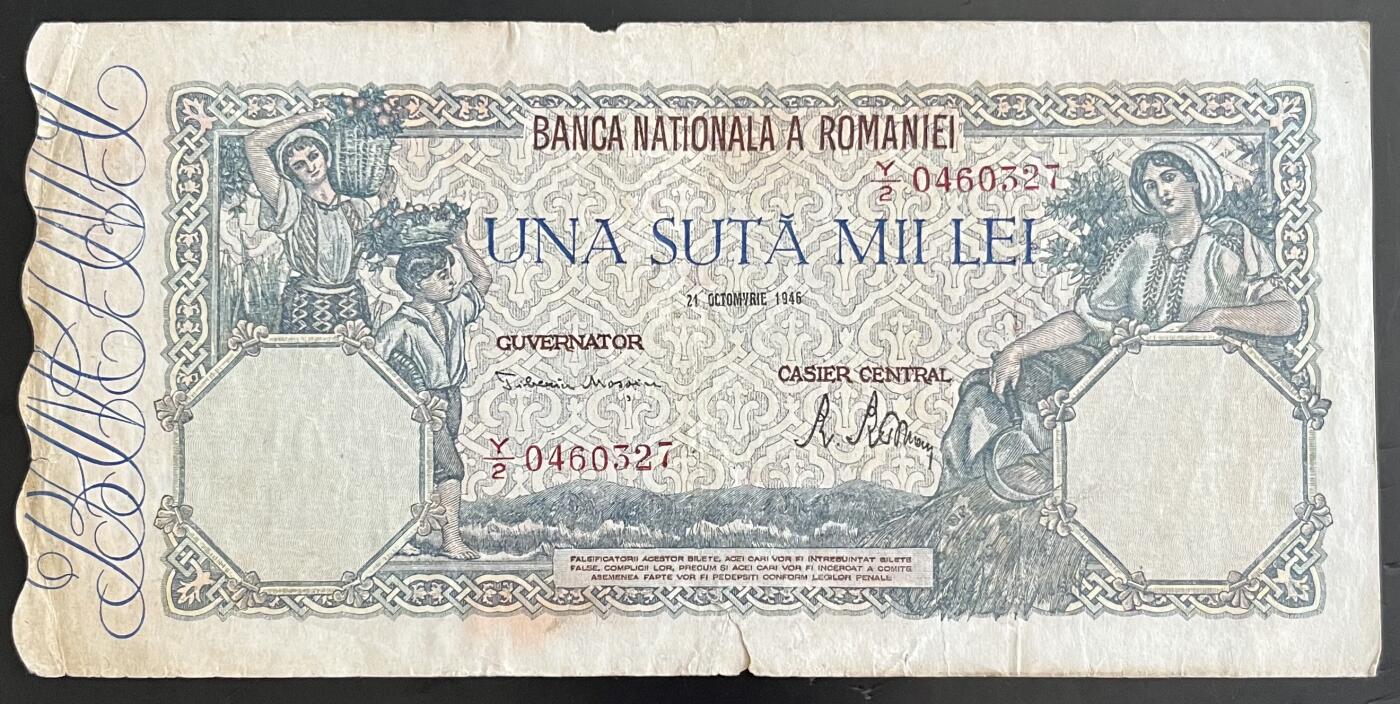 BANCA NATIONALA A ROMANIEI
Y/2 0460327
UNA SUTĂ MII LEI
21 OCTOMVRIE 1946
GUVERNATOR
CASIER CENTRAL
Y/2 0460327
FALSIFICATORII ACESTOR BILETE, ACEI CARI VOR FI INTREBUINTAT BILETE
FALSE, COMPLICII LOR, PRECUM SI ACEI CARI VOR FI INCERCAT A COMITE
ASEMENEA FAPTE VOR FI PEDEPSITI CONFORM LEGILOR PENALE